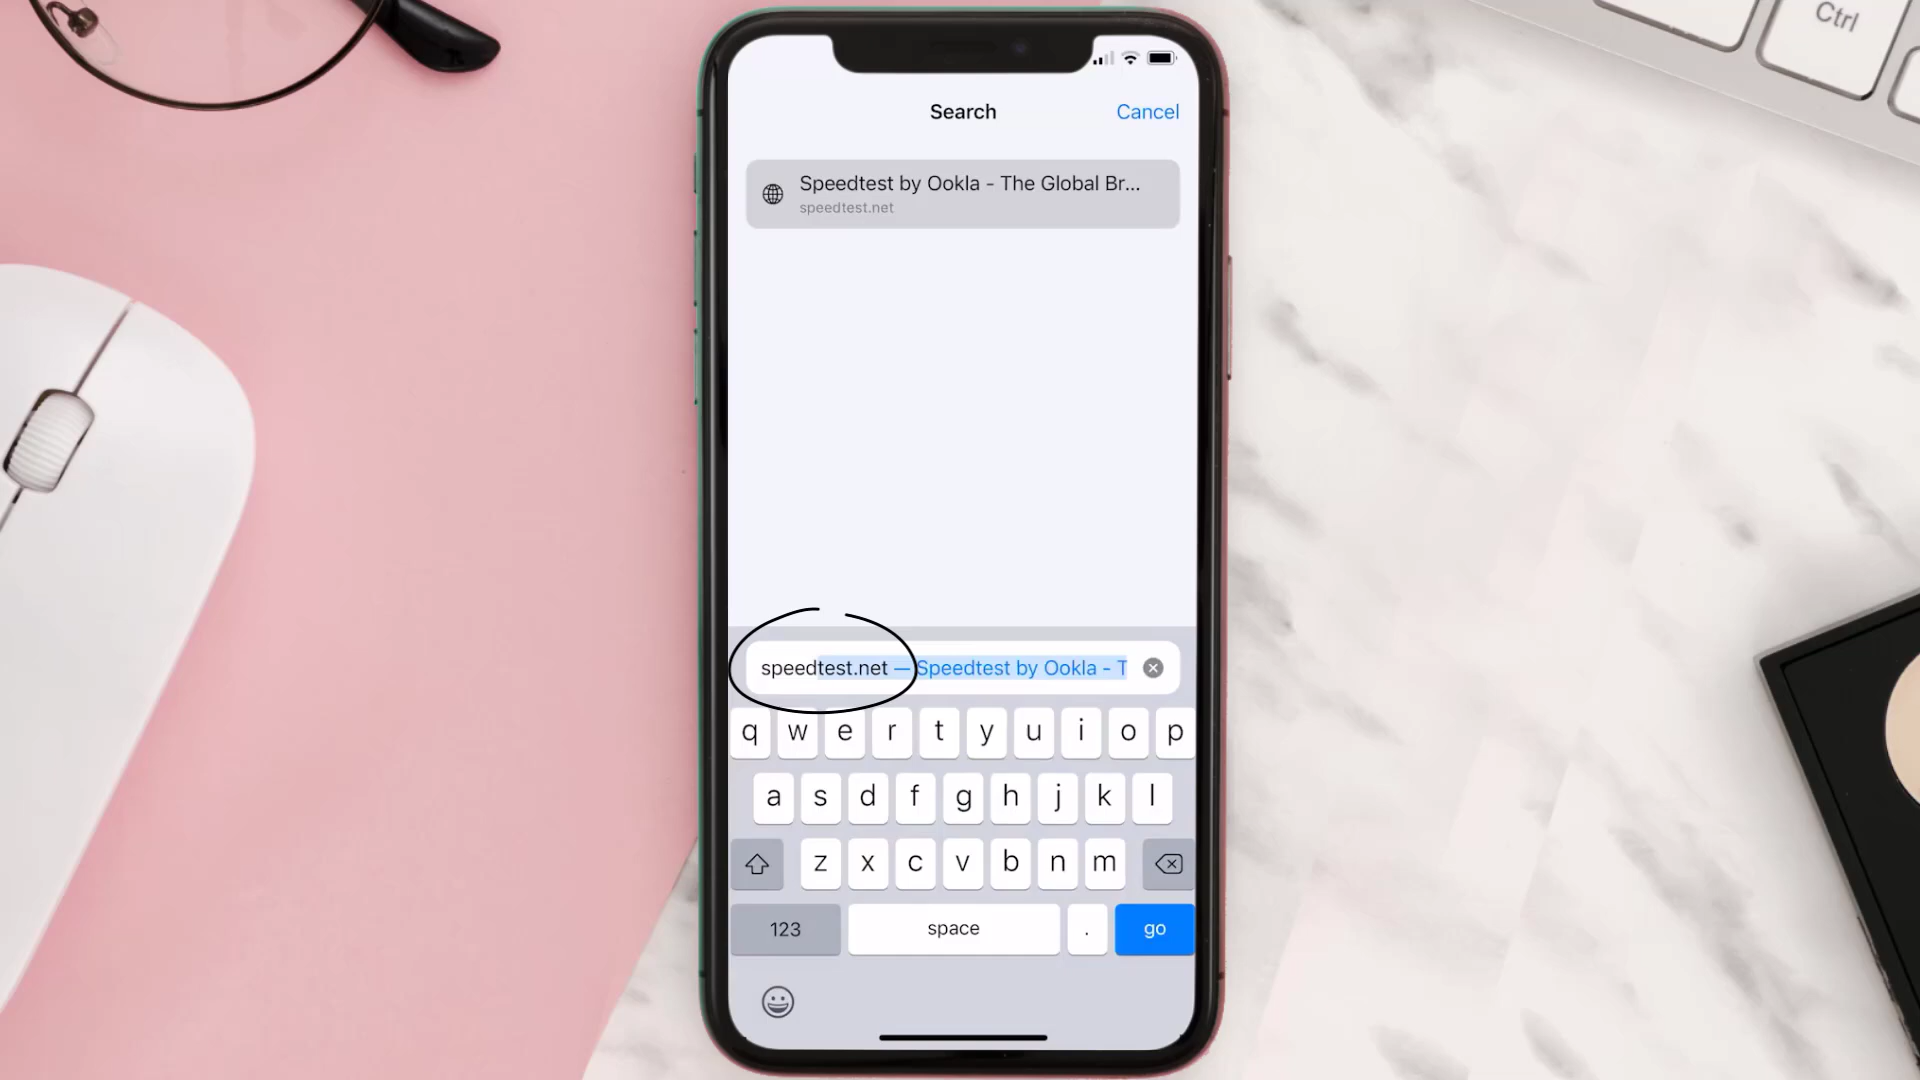 Ctrl
Search
Cancel
Speedtest by Ookla - The Global Br...
speedtest.net
speedtest.net — Speedtest by Ookla - T
q w e r t y u i o p
a s d f g h j k l
z x c v b n m
123
space
.
go